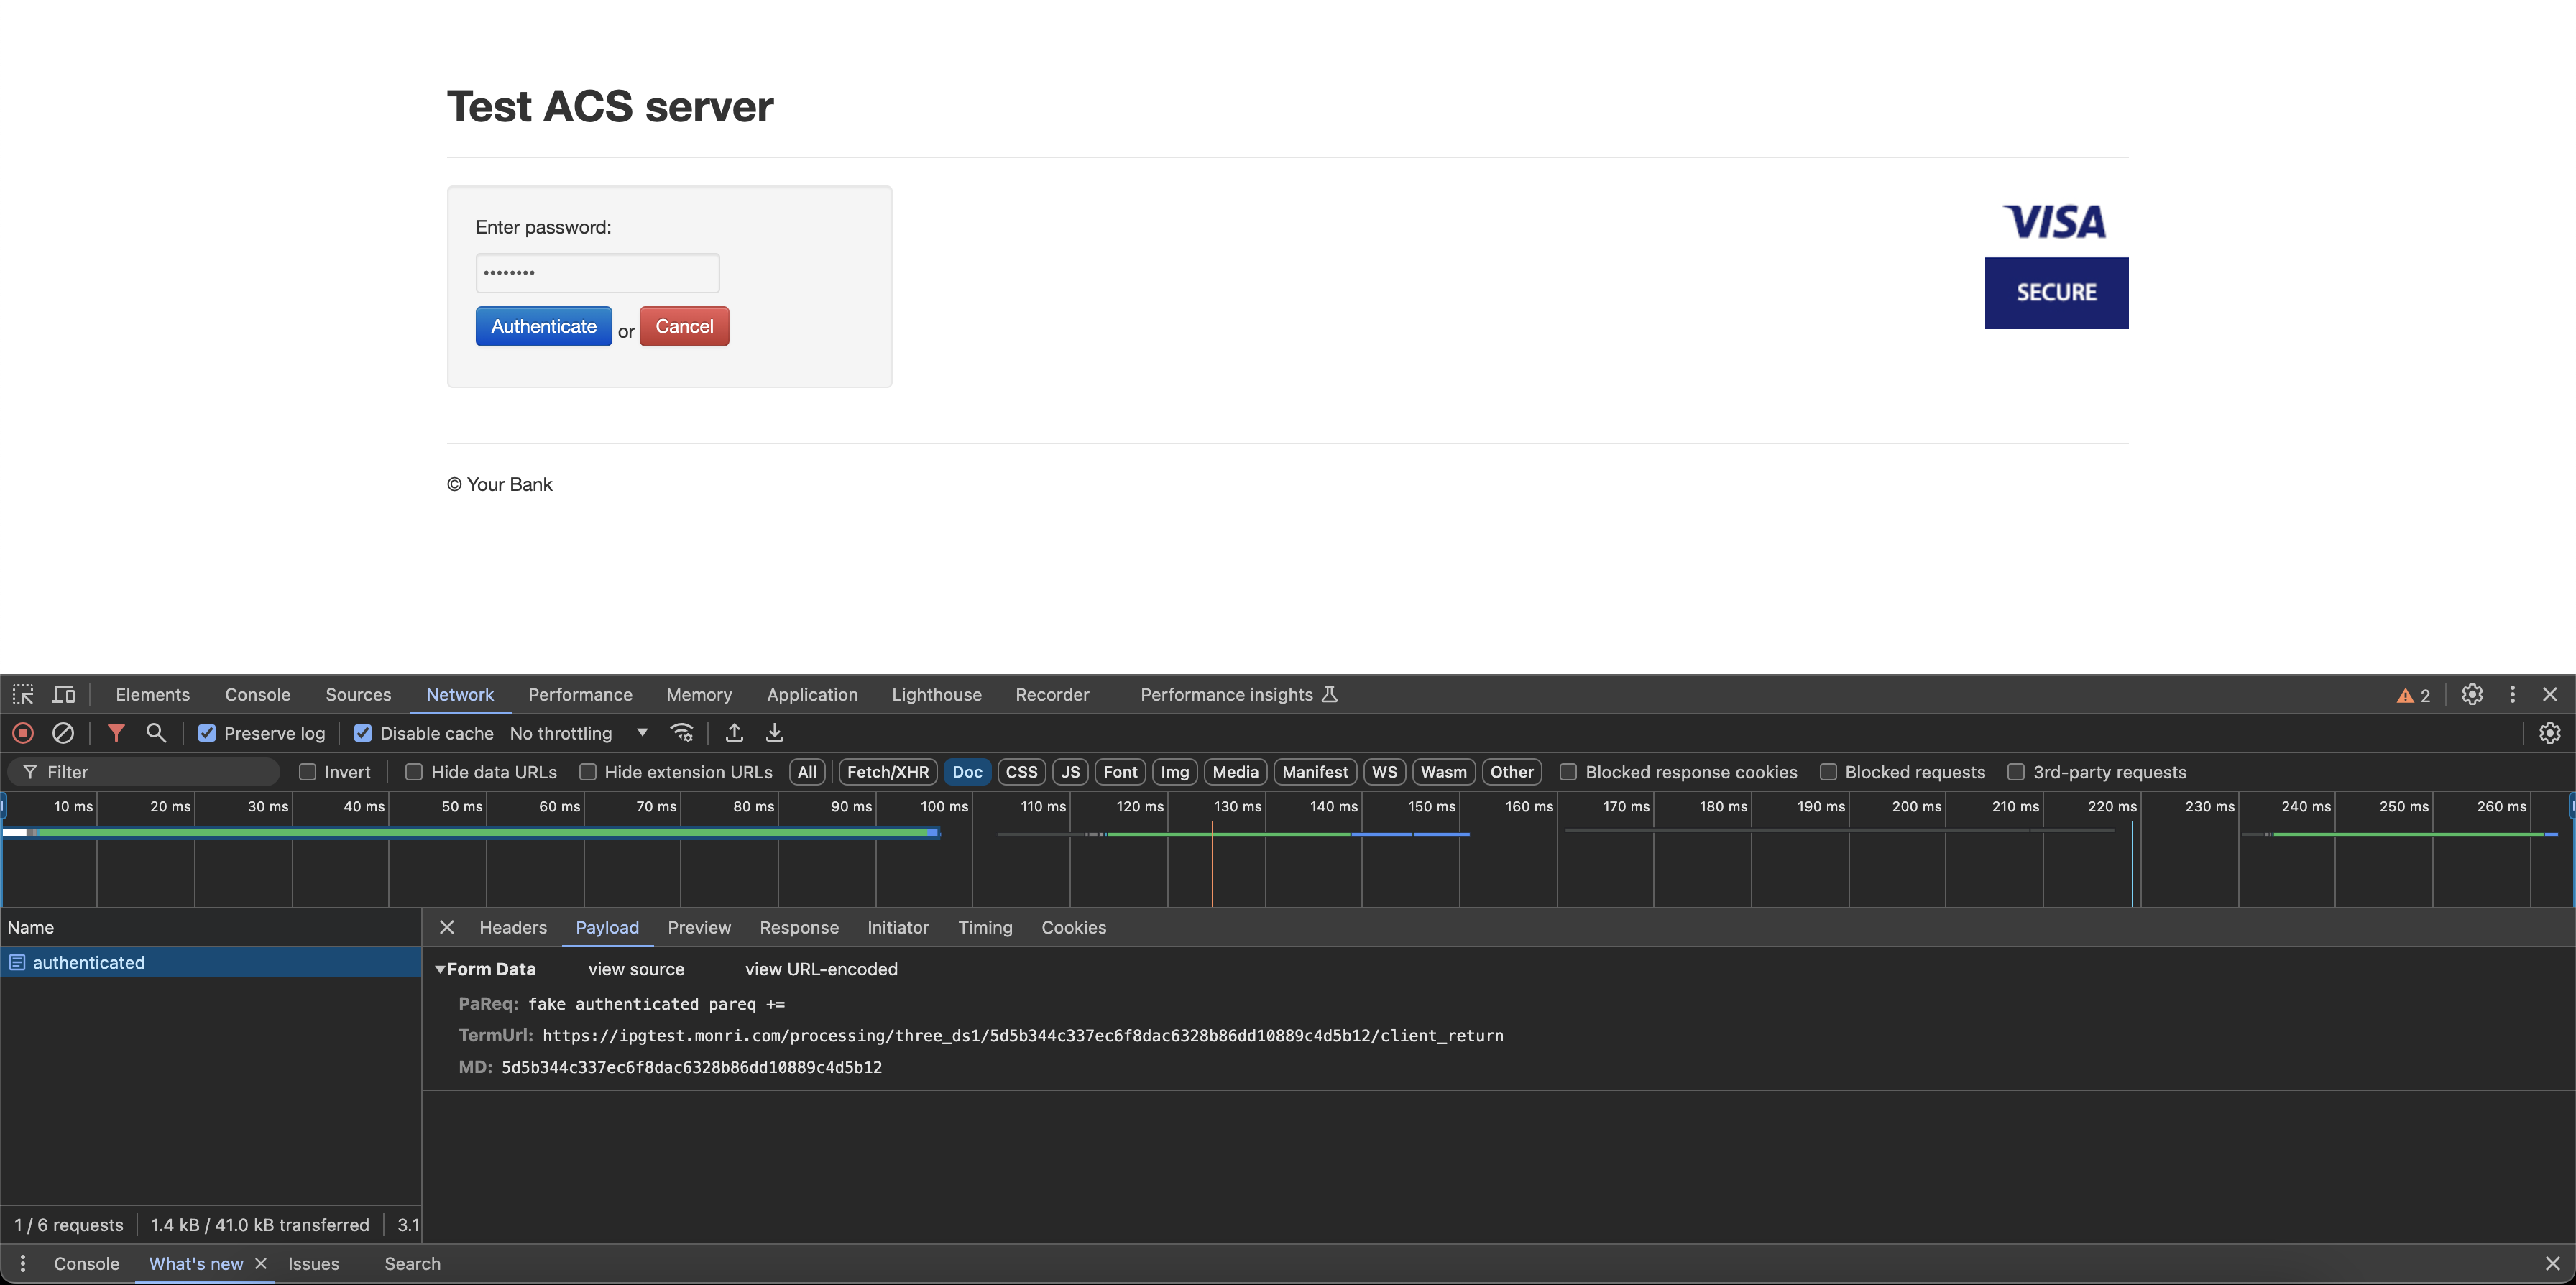 Test ACS server
Enter password:
••••••••
Authenticate or Cancel
VISA
SECURE
© Your Bank
Elements Console Sources Network Performance Memory Application Lighthouse Recorder Performance insights 2
Preserve log Disable cache No throttling
Filter Invert Hide data URLs Hide extension URLs All Fetch/XHR Doc CSS JS Font Img Media Manifest WS Wasm Other Blocked response cookies Blocked requests 3rd-party requests
10 ms 20 ms 30 ms 40 ms 50 ms 60 ms 70 ms 80 ms 90 ms 100 ms 110 ms 120 ms 130 ms 140 ms 150 ms 160 ms 170 ms 180 ms 190 ms 200 ms 210 ms 220 ms 230 ms 240 ms 250 ms 260 ms
Name
authenticated
1 / 6 requests 1.4 kB / 41.0 kB transferred 3.1
Headers Payload Preview Response Initiator Timing Cookies
Form Data view source view URL-encoded
PaReq: fake authenticated pareq +=
TermUrl: https://ipgtest.monri.com/processing/three_ds1/5d5b344c337ec6f8dac6328b86dd10889c4d5b12/client_return
MD: 5d5b344c337ec6f8dac6328b86dd10889c4d5b12
Console What's new Issues Search